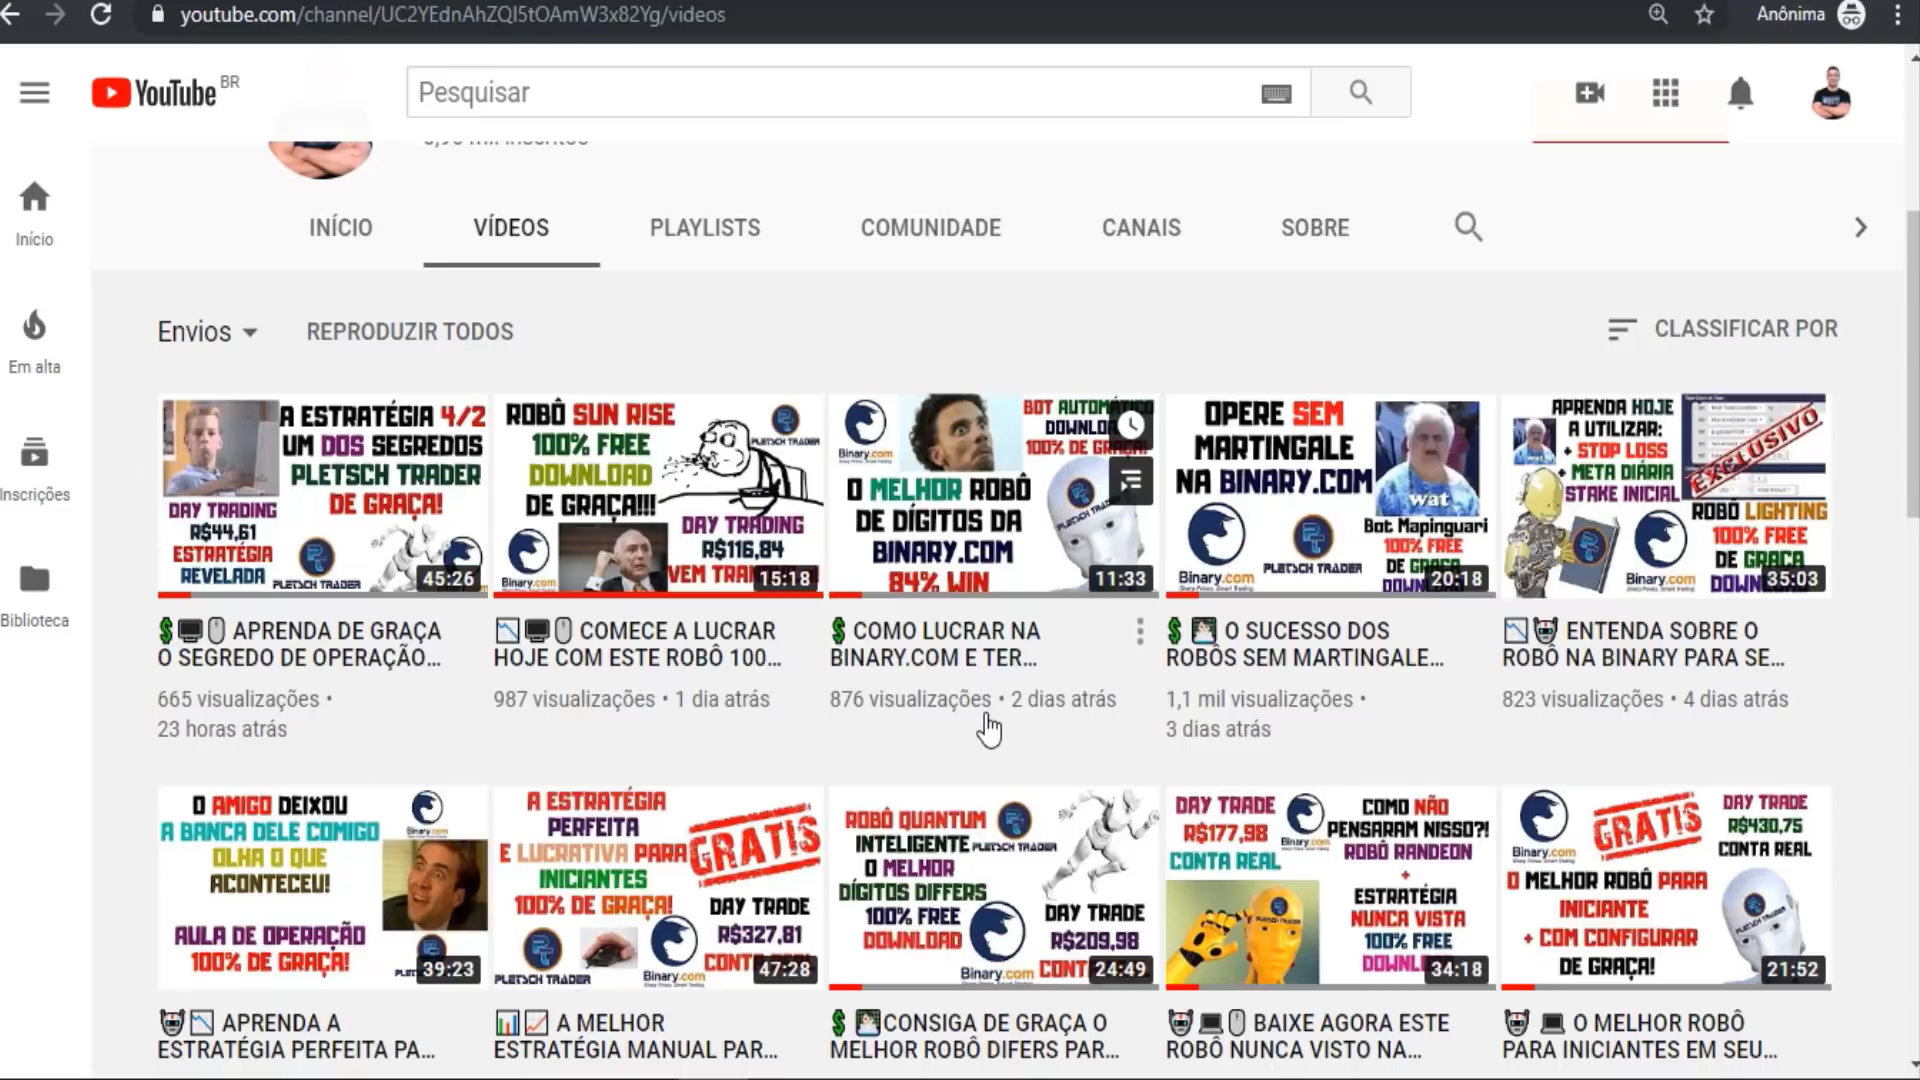 youtube.com/channel/UC2YEdnAhZQI5tOAmW3x82Yg/videos
Anônima
YouTube BR
Pesquisar
INÍCIO
VÍDEOS
PLAYLISTS
COMUNIDADE
CANAIS
SOBRE
Início
Em alta
Inscrições
Biblioteca
Envios
REPRODUZIR TODOS
CLASSIFICAR POR
A ESTRATÉGIA 4/2
UM DOS SEGREDOS
PLETSCH TRADER
DE GRAÇA!
DAY TRADING
R$44,61
ESTRATÉGIA
REVELADA
PLETSCH TRADER
45:26
ROBÔ SUN RISE
100% FREE
DOWNLOAD
DE GRAÇA!!!
PLETSCH TRADER
DAY TRADING
R$116,84
VEM
Binary.com
15:18
Binary.com
BOT AUTOMÁTICO
100% DE GRAÇA!
O MELHOR ROBÔ
DE DÍGITOS DA
BINARY.COM
84% WIN
11:33
OPERE SEM
MARTINGALE
NA BINARY.COM
wat
Bot Mapinguari
100% FREE
DE GRAÇA
Binary.com
PLETSCH TRADER
20:18
APRENDA HOJE
A UTILIZAR:
+ STOP LOSS
+ META DIÁRIA
STAKE INICIAL
EXCLUSIVO
ROBÔ LIGHTING
100% FREE
DE GRAÇA
Binary.com
35:03
APRENDA DE GRAÇA
O SEGREDO DE OPERAÇÃO...
665 visualizações •
23 horas atrás
COMECE A LUCRAR
HOJE COM ESTE ROBÔ 100...
987 visualizações • 1 dia atrás
COMO LUCRAR NA
BINARY.COM E TER...
876 visualizações • 2 dias atrás
O SUCESSO DOS
ROBÔS SEM MARTINGALE...
1,1 mil visualizações •
3 dias atrás
ENTENDA SOBRE O
ROBÔ NA BINARY PARA SE...
823 visualizações • 4 dias atrás
O AMIGO DEIXOU
A BANCA DELE COMIGO
OLHA O QUE
ACONTECEU!
AULA DE OPERAÇÃO
100% DE GRAÇA!
Binary.com
39:23
A ESTRATÉGIA
PERFEITA
E LUCRATIVA PARA
INICIANTES
100% DE GRAÇA!
GRATIS
DAY TRADE
R$327,81
PLETSCH TRADER
Binary.com
47:28
ROBÔ QUANTUM
INTELIGENTE
O MELHOR
DÍGITOS DIFFERS
100% FREE
DOWNLOAD
PLETSCH TRADER
DAY TRADE
R$209,98
Binary.com
24:49
DAY TRADE
R$177,98
CONTA REAL
Binary.com
COMO NÃO
PENSARAM NISSO?!
ROBÔ RANDEON
+
ESTRATÉGIA
NUNCA VISTA
100% FREE
34:18
Binary.com
GRATIS
DAY TRADE
R$430,75
CONTA REAL
O MELHOR ROBÔ PARA
INICIANTE
+ COM CONFIGURAR
DE GRAÇA!
21:52
APRENDA A
ESTRATÉGIA PERFEITA PA...
A MELHOR
ESTRATÉGIA MANUAL PAR...
CONSIGA DE GRAÇA O
MELHOR ROBÔ DIFERS PAR...
BAIXE AGORA ESTE
ROBÔ NUNCA VISTO NA...
O MELHOR ROBÔ
PARA INICIANTES EM SEU...